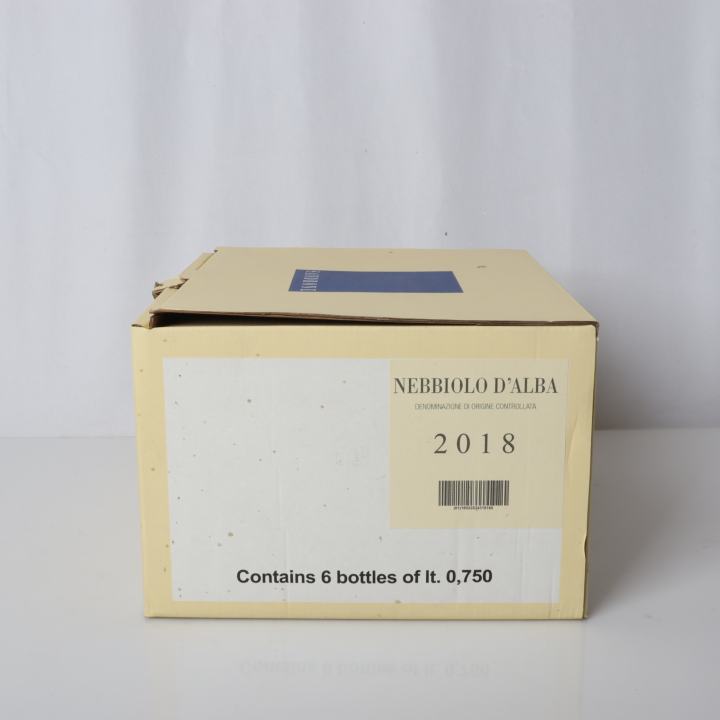 NEBBIOLO D'ALBA
DENOMINAZIONE DI ORIGINE CONTROLLATA
2018
Contains 6 bottles of lt. 0,750